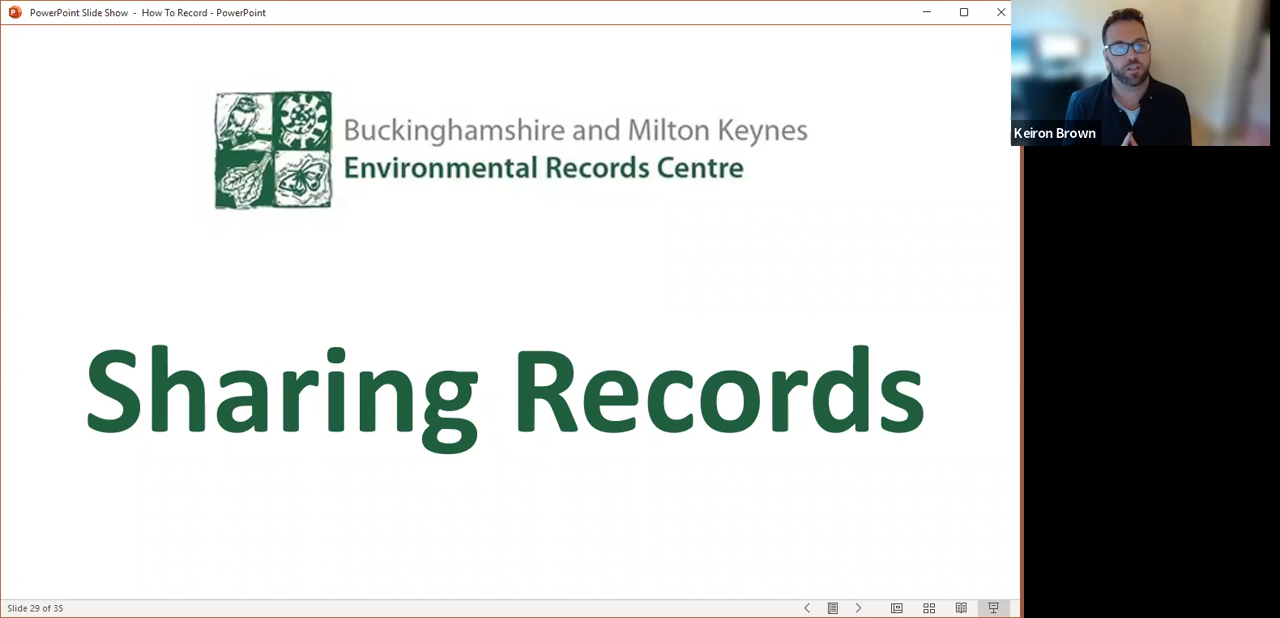 PowerPoint Slide Show - How To Record - PowerPoint
Keiron Brown
Buckinghamshire and Milton Keynes
Environmental Records Centre
Sharing Records
Slide 29 of 35